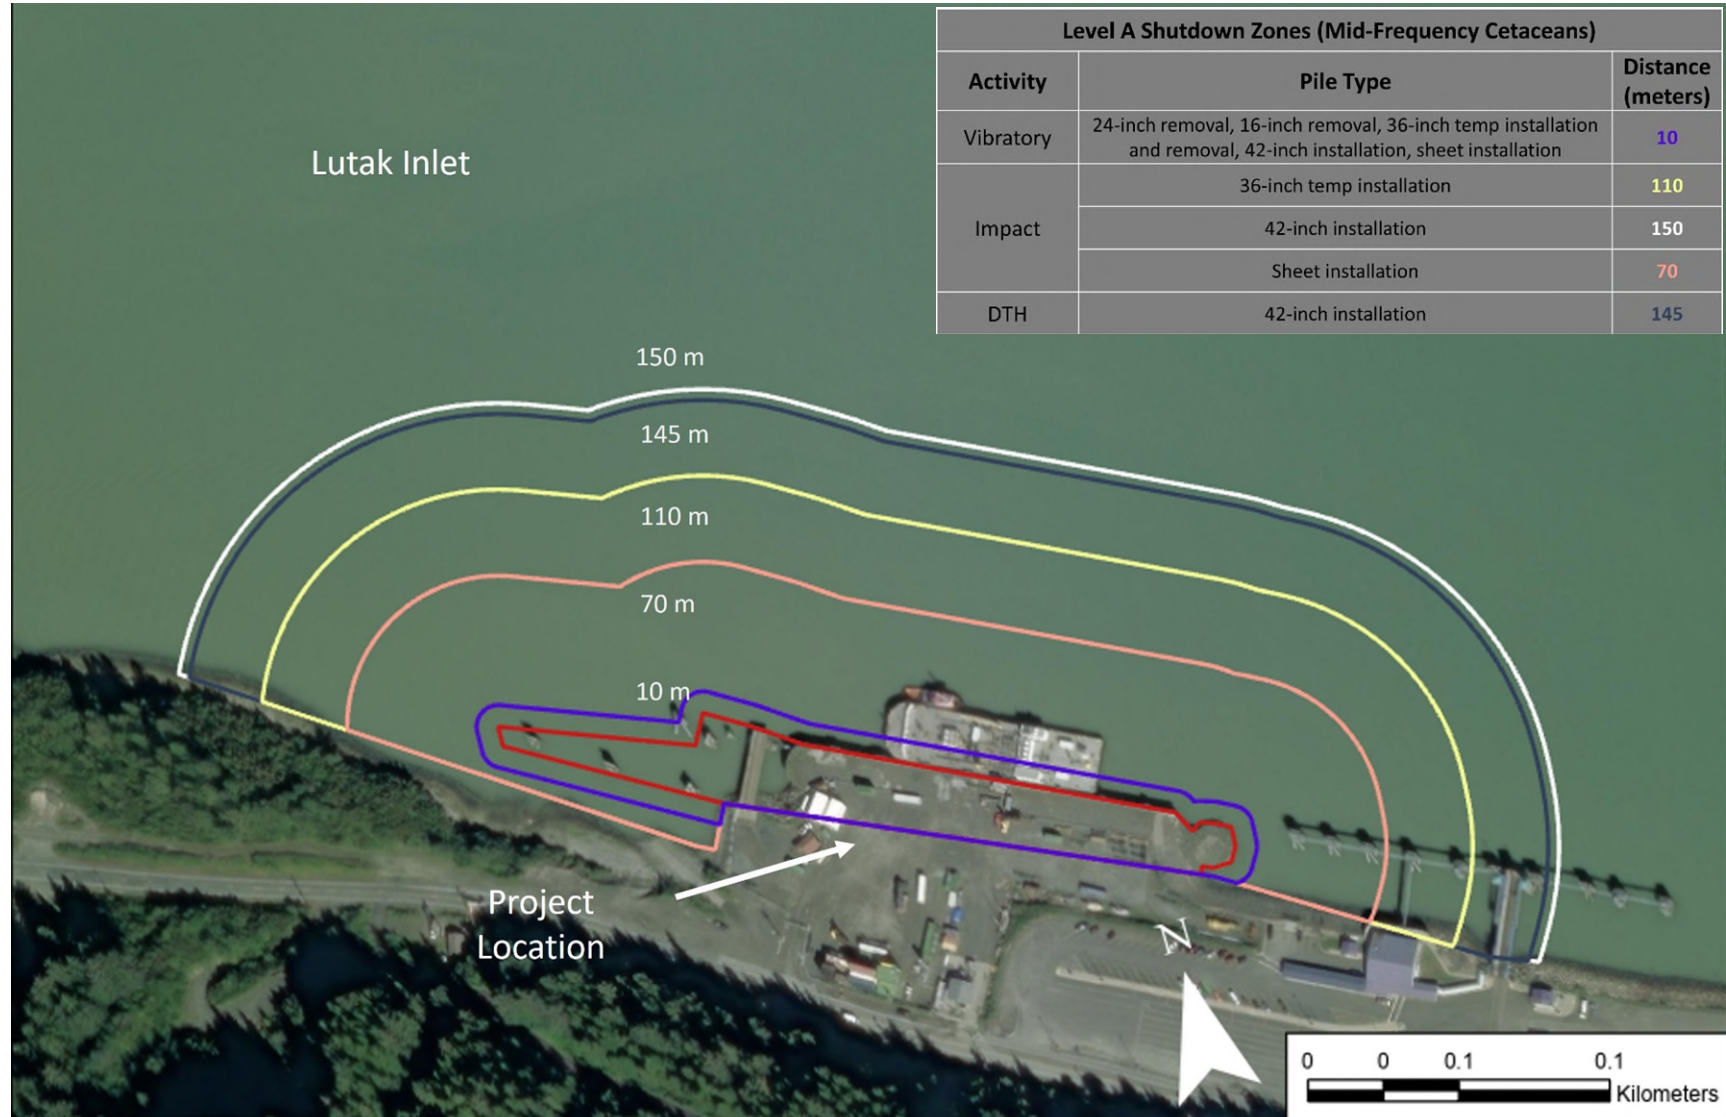 Level A Shutdown Zones (Mid-Frequency Cetaceans)
Activity Pile Type Distance (meters)
Vibratory 24-inch removal, 16-inch removal, 36-inch temp installation
and removal, 42-inch installation, sheet installation 10
Impact 36-inch temp installation 110
42-inch installation 150
Sheet installation 70
DTH 42-inch installation 145
Lutak Inlet
150 m
145 m
110 m
70 m
10 m
Project
Location
N
0 0 0.1 0.1
Kilometers